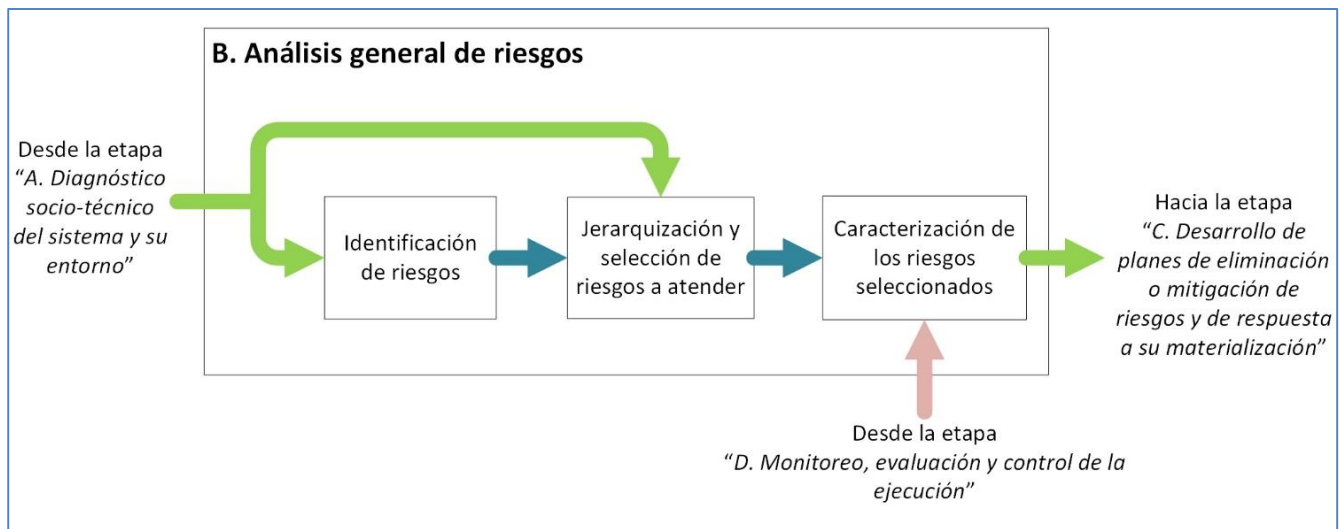 B. Análisis general de riesgos
Desde la etapa
“A. Diagnóstico
socio-técnico
del sistema y su
entorno”
Identificación
de riesgos
Jerarquización y
selección de
riesgos a atender
Caracterización de
los riesgos
seleccionados
Hacia la etapa
“C. Desarrollo de
planes de eliminación
o mitigación de
riesgos y de respuesta
a su materialización”
Desde la etapa
“D. Monitoreo, evaluación y control de la
ejecución”